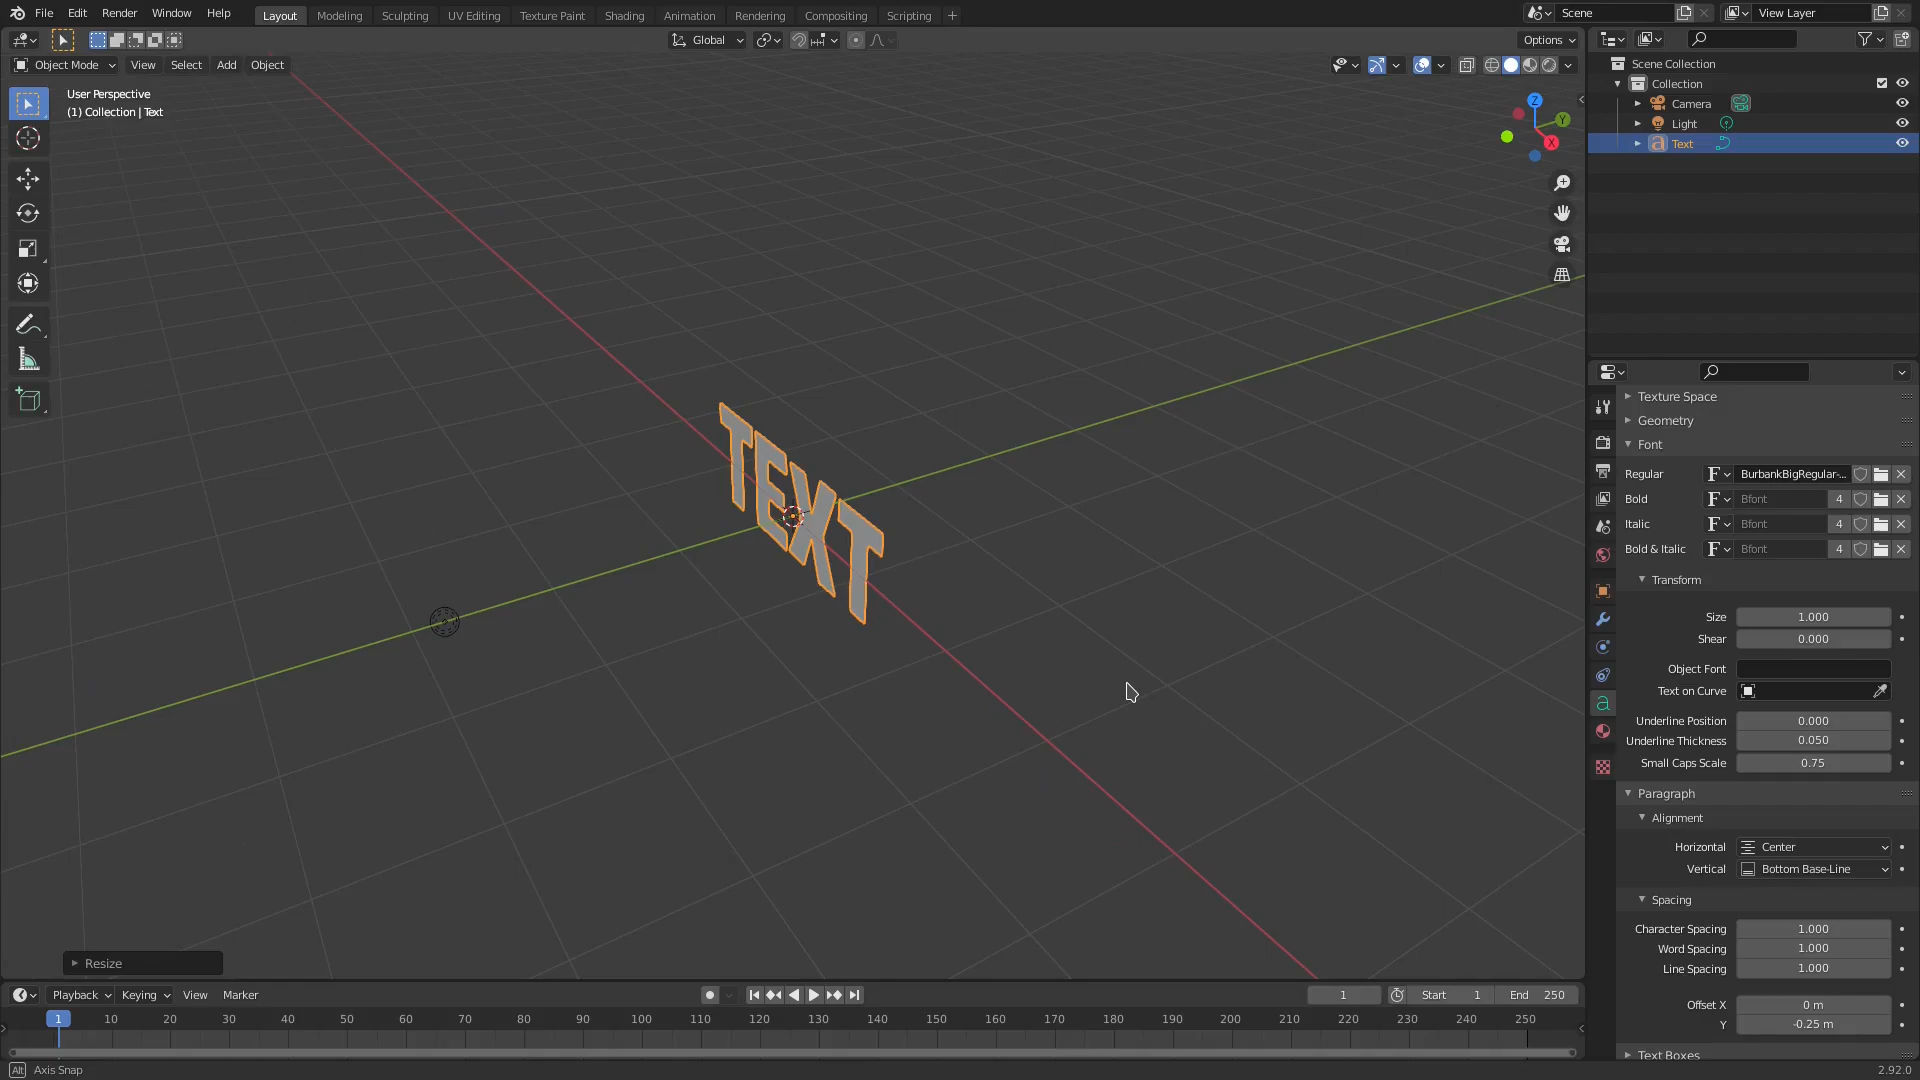 File Edit Render Window Help Layout Modeling Sculpting UV Editing Texture Paint Shading Animation Rendering Compositing Scripting + Scene View Layer
Global Options
Object Mode View Select Add Object
User Perspective
(1) Collection | Text
Z
Y
X
TEXT
Resize
Scene Collection
Collection
Camera
Light
a Text
Texture Space
Geometry
Font
Regular F BurbankBigRegular-...
Bold F Bfont 4
Italic F Bfont 4
Bold & Italic F Bfont 4
Transform
Size 1.000
Shear 0.000
Object Font
Text on Curve
Underline Position 0.000
Underline Thickness 0.050
Small Caps Scale 0.75
Paragraph
Alignment
Horizontal Center
Vertical Bottom Base-Line
Spacing
Character Spacing 1.000
Word Spacing 1.000
Line Spacing 1.000
Offset X 0 m
Y -0.25 m
Text Boxes
Playback Keying View Marker 1 Start 1 End 250
1 10 20 30 40 50 60 70 80 90 100 110 120 130 140 150 160 170 180 190 200 210 220 230 240 250
Alt Axis Snap 2.92.0